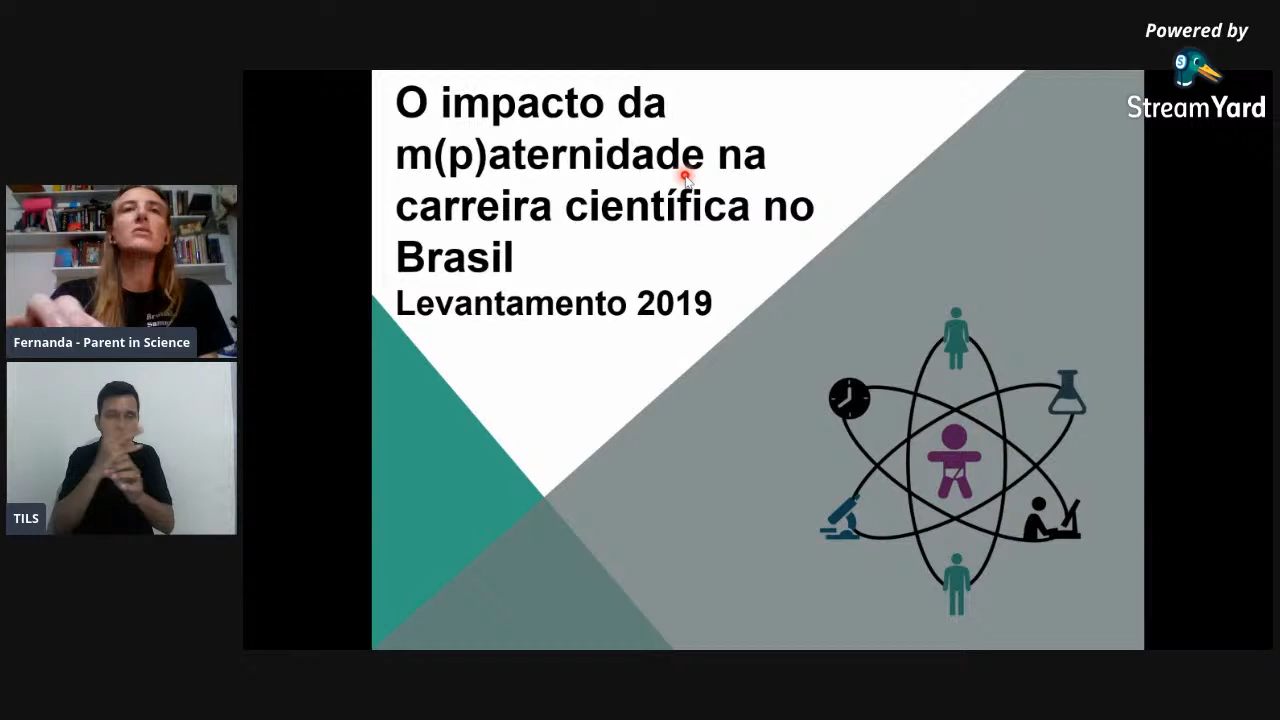 Powered by
StreamYard
O impacto da
m(p)aternidade na
carreira científica no
Brasil
Levantamento 2019
Fernanda - Parent in Science
TILS